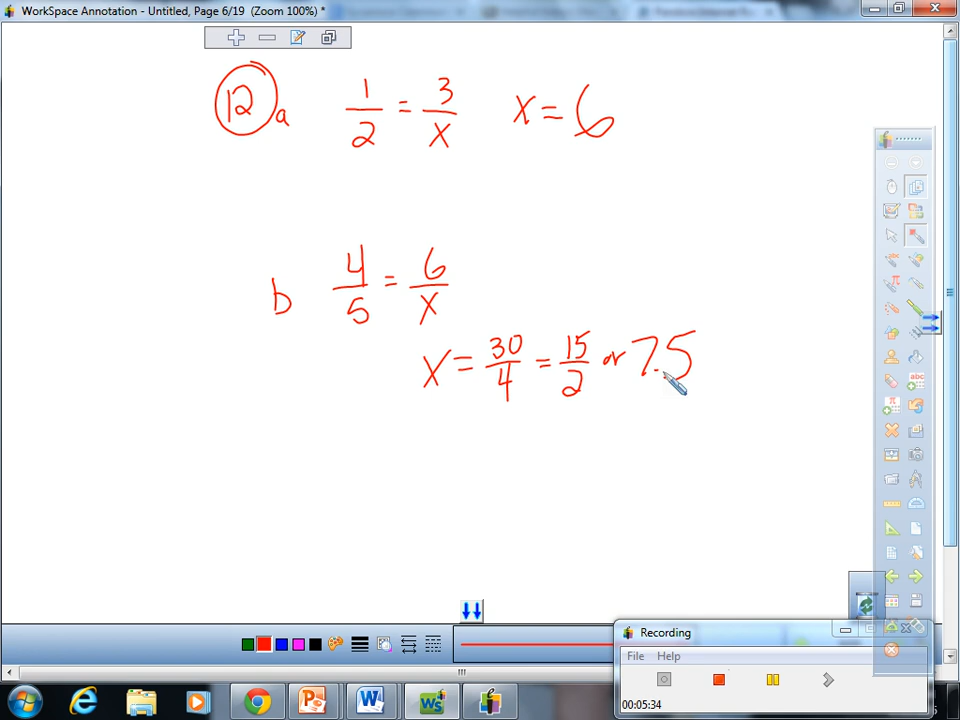 WorkSpace Annotation - Untitled, Page 6/19 (Zoom 100%) *
12 a 1/2 = 3/x x = 6
b 4/5 = 6/x
x = 30/4 = 15/2 or 7.5
Recording
File Help
00:05:34